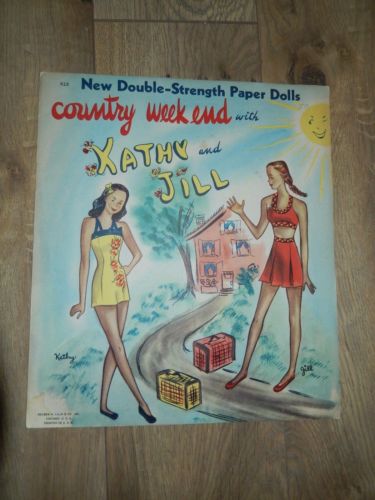 New Double-Strength Paper Dolls
country week end with
KATHY and
JILL
Kathy
Jill